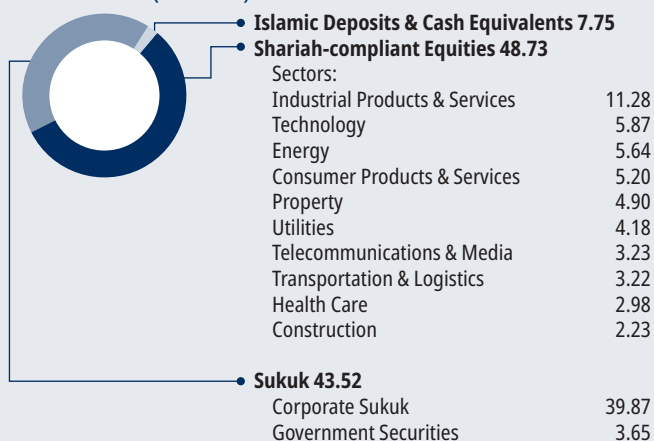 Islamic Deposits & Cash Equivalents 7.75
Shariah-compliant Equities 48.73
Sectors:
Industrial Products & Services 11.28
Technology 5.87
Energy 5.64
Consumer Products & Services 5.20
Property 4.90
Utilities 4.18
Telecommunications & Media 3.23
Transportation & Logistics 3.22
Health Care 2.98
Construction 2.23
Sukuk 43.52
Corporate Sukuk 39.87
Government Securities 3.65